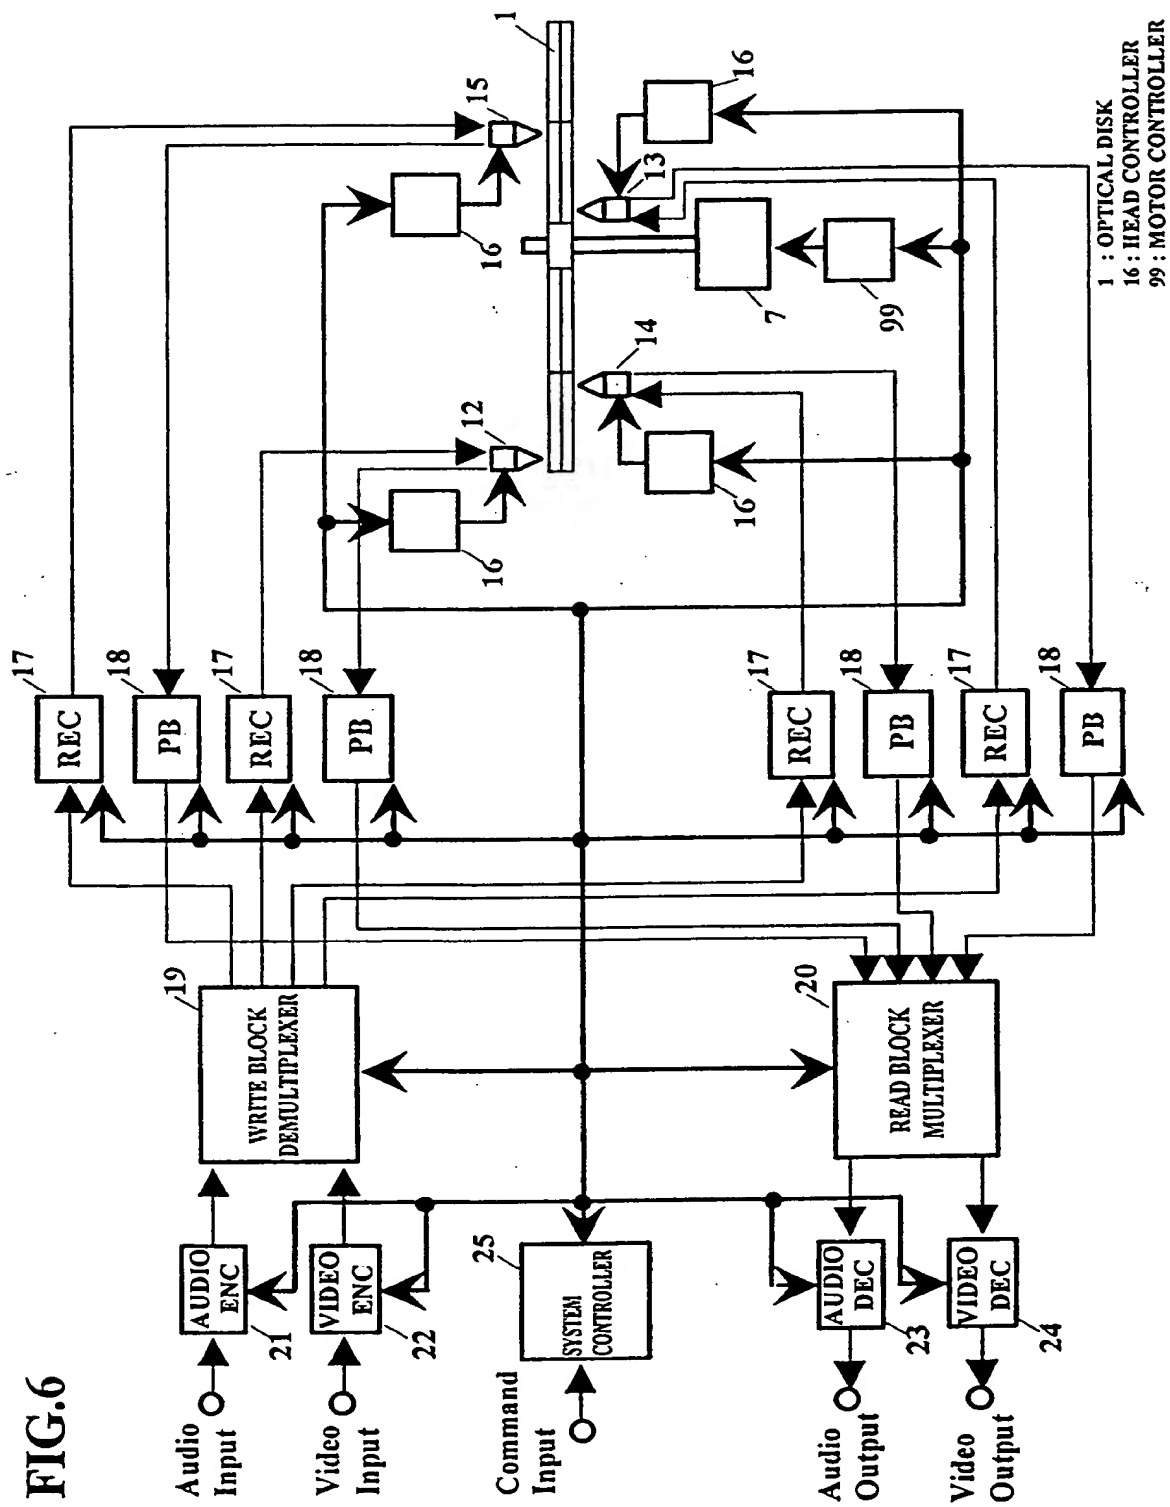 FIG.6
Audio
Input
Video
Input
Command
Input
Audio
Output
Video
Output
AUDIO
ENC
21
VIDEO
ENC
22
25
SYSTEM
CONTROLLER
AUDIO
DEC
23
VIDEO
DEC
24
19
WRITE BLOCK
DEMULTIPLEXER
20
READ BLOCK
MULTIPLEXER
REC
17
PB
18
REC
17
PB
18
REC
17
PB
18
REC
17
PB
18
16
12
16
15
1
16
14
7
99
13
16
1 : OPTICAL DISK
16 : HEAD CONTROLLER
99 : MOTOR CONTROLLER